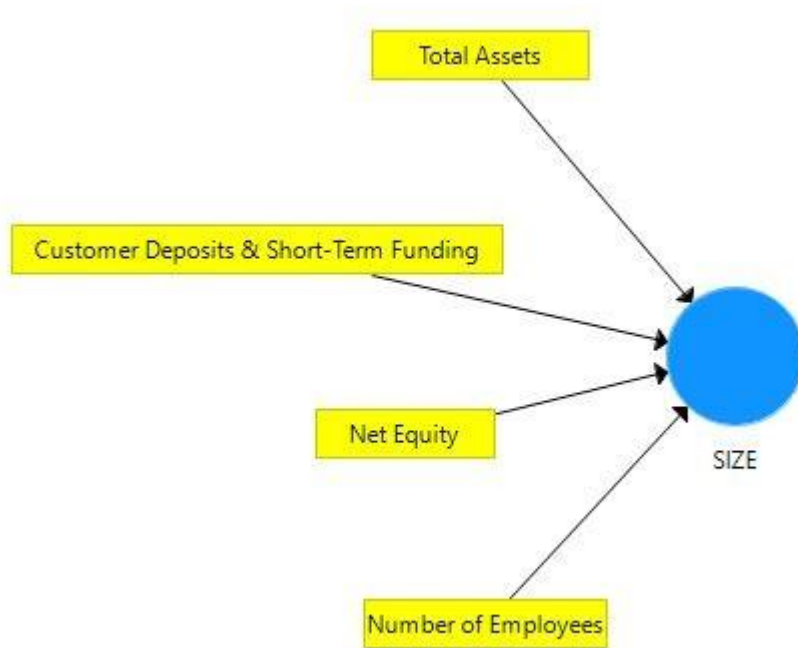 Total Assets
Customer Deposits & Short-Term Funding
Net Equity
SIZE
Number of Employees